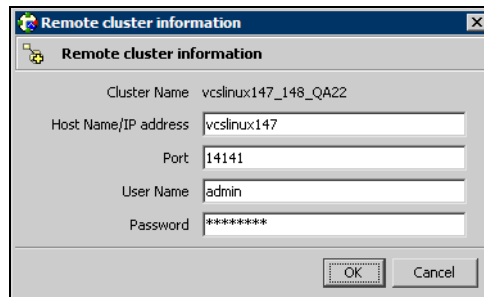 Remote cluster information
Remote cluster information
Cluster Name vcslinux147_148_QA22
Host Name/IP address vcslinux147
Port 14141
User Name admin
Password ********
OK Cancel